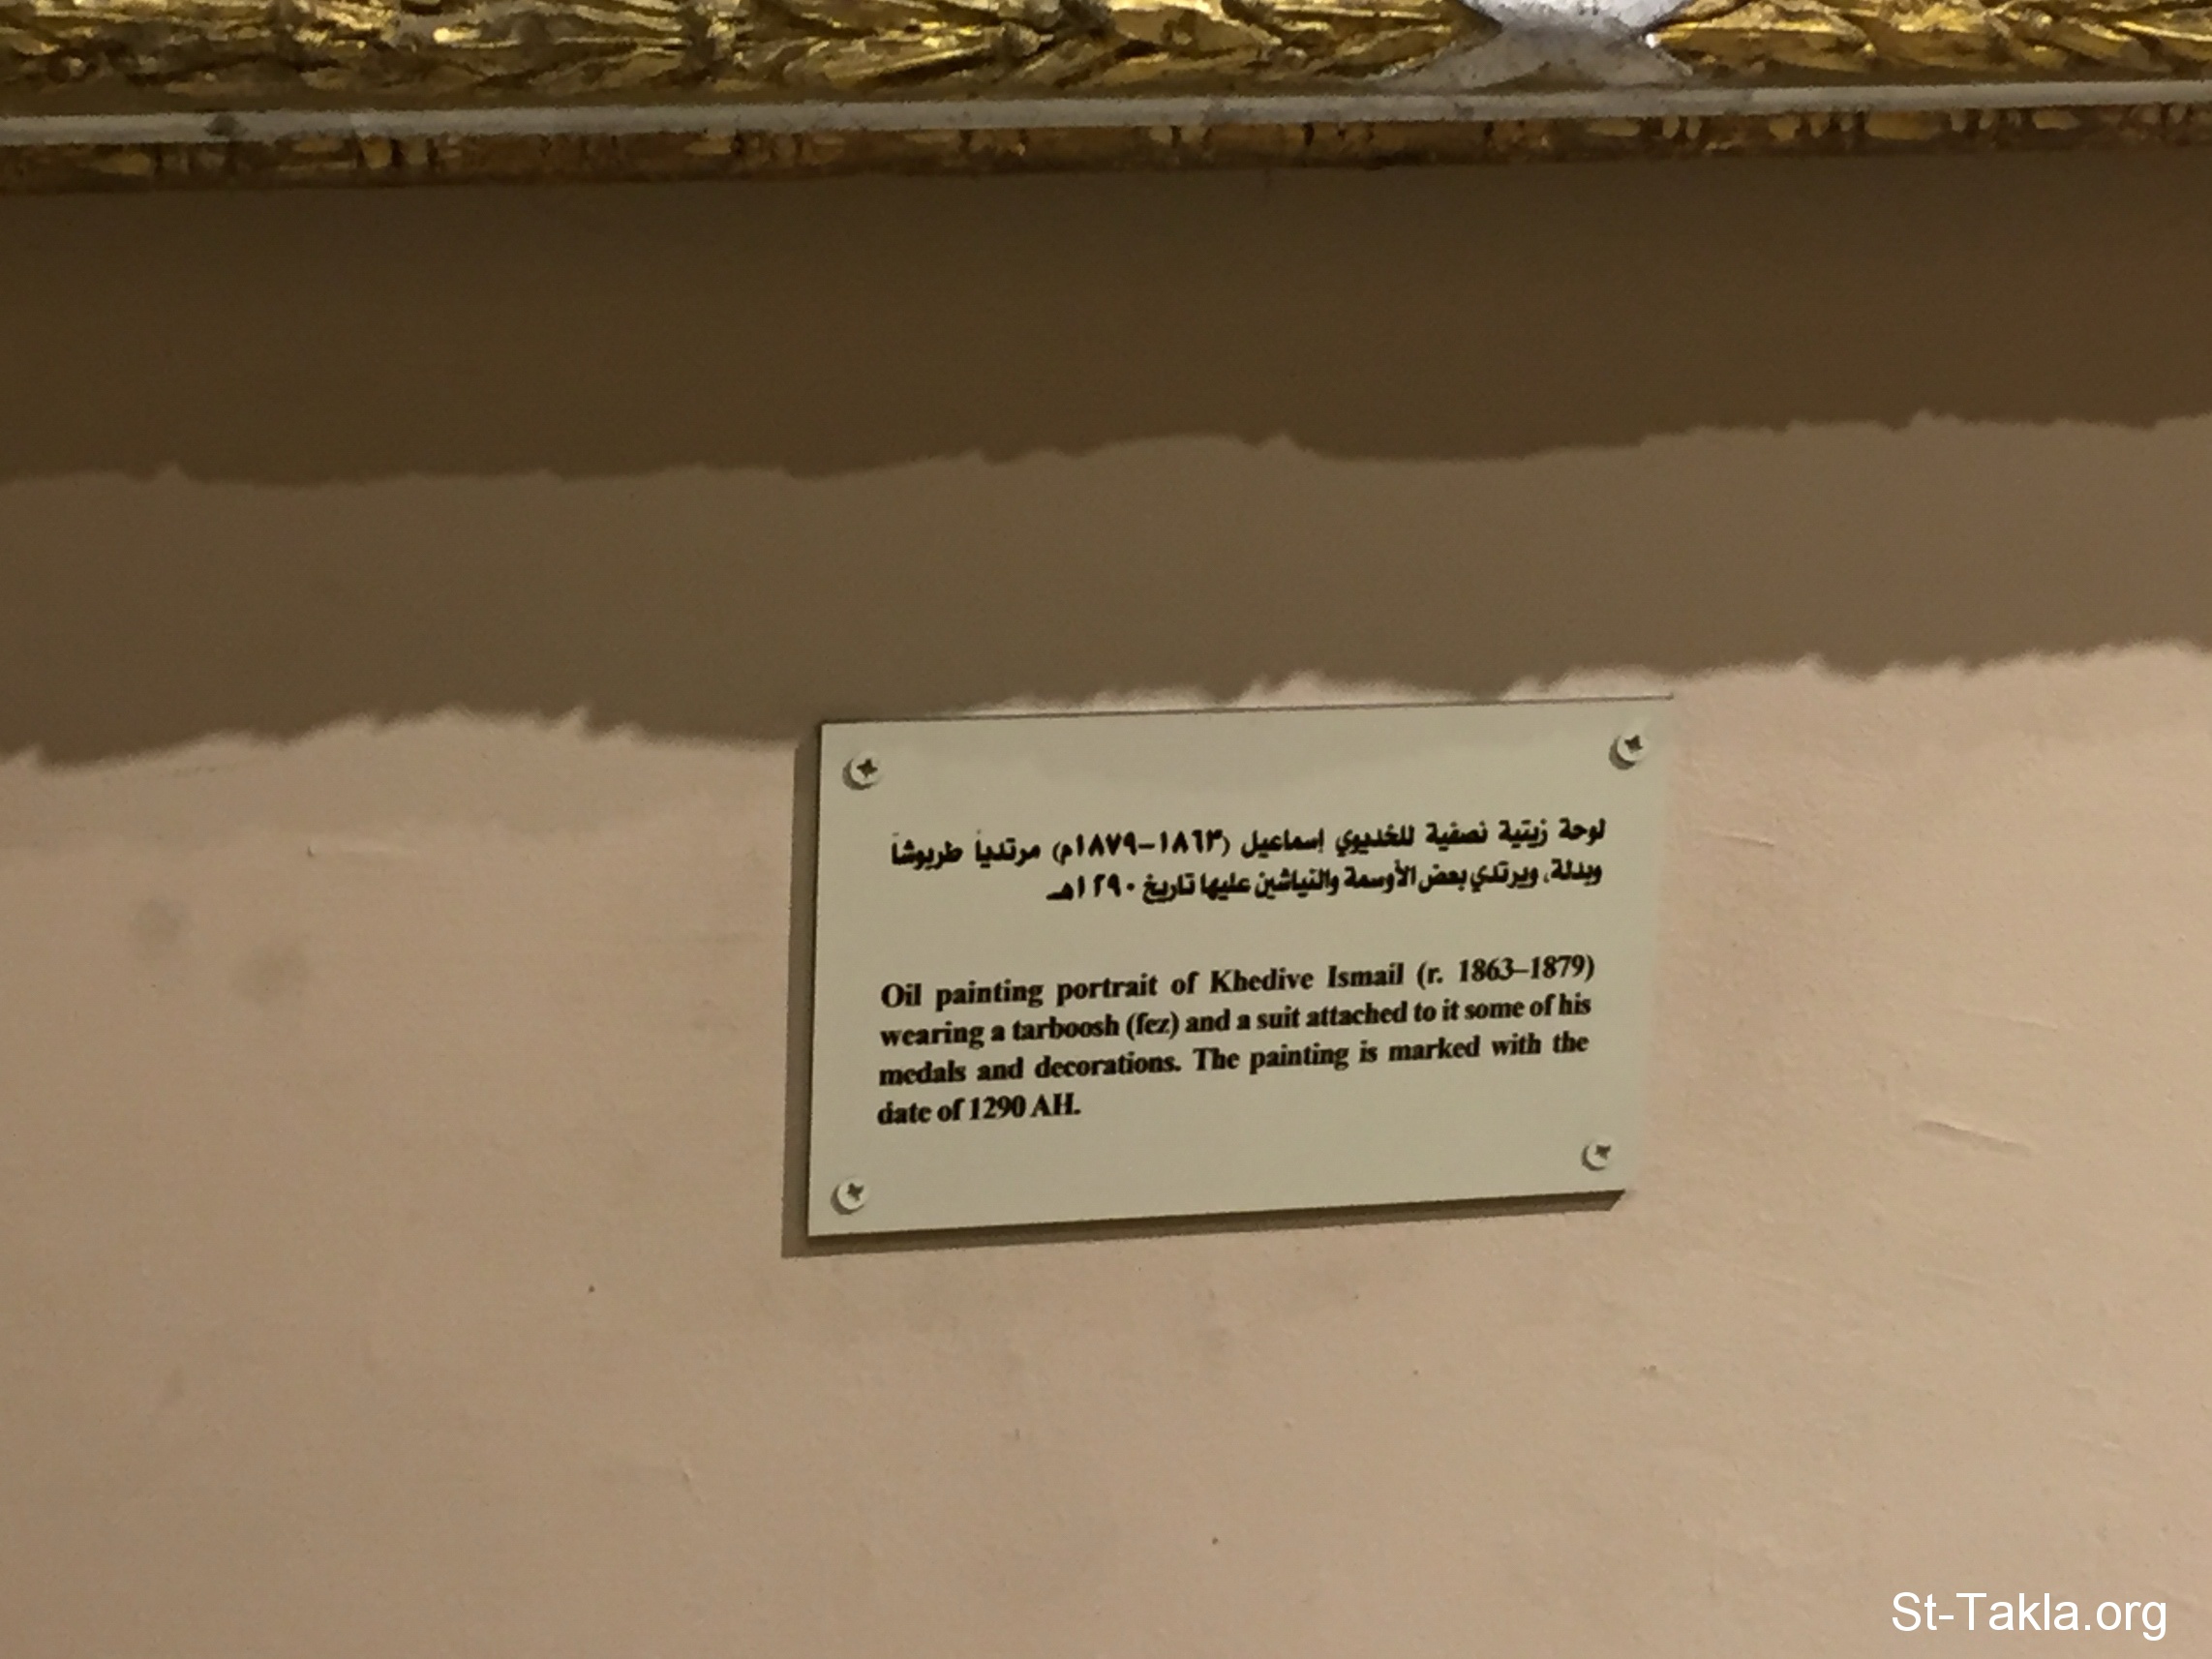 لوحة زيتية نصفية للخديوي إسماعيل (١٨٦٣-١٨٧٩م) مرتدياً طربوشاً
وبدلة، ويرتدي بعض الأوسمة والنياشين عليها تاريخ ١٢٩٠هـ
Oil painting portrait of Khedive Ismail (r. 1863–1879)
wearing a tarboosh (fez) and a suit attached to it some of his
medals and decorations. The painting is marked with the
date of 1290 AH.
St-Takla.org